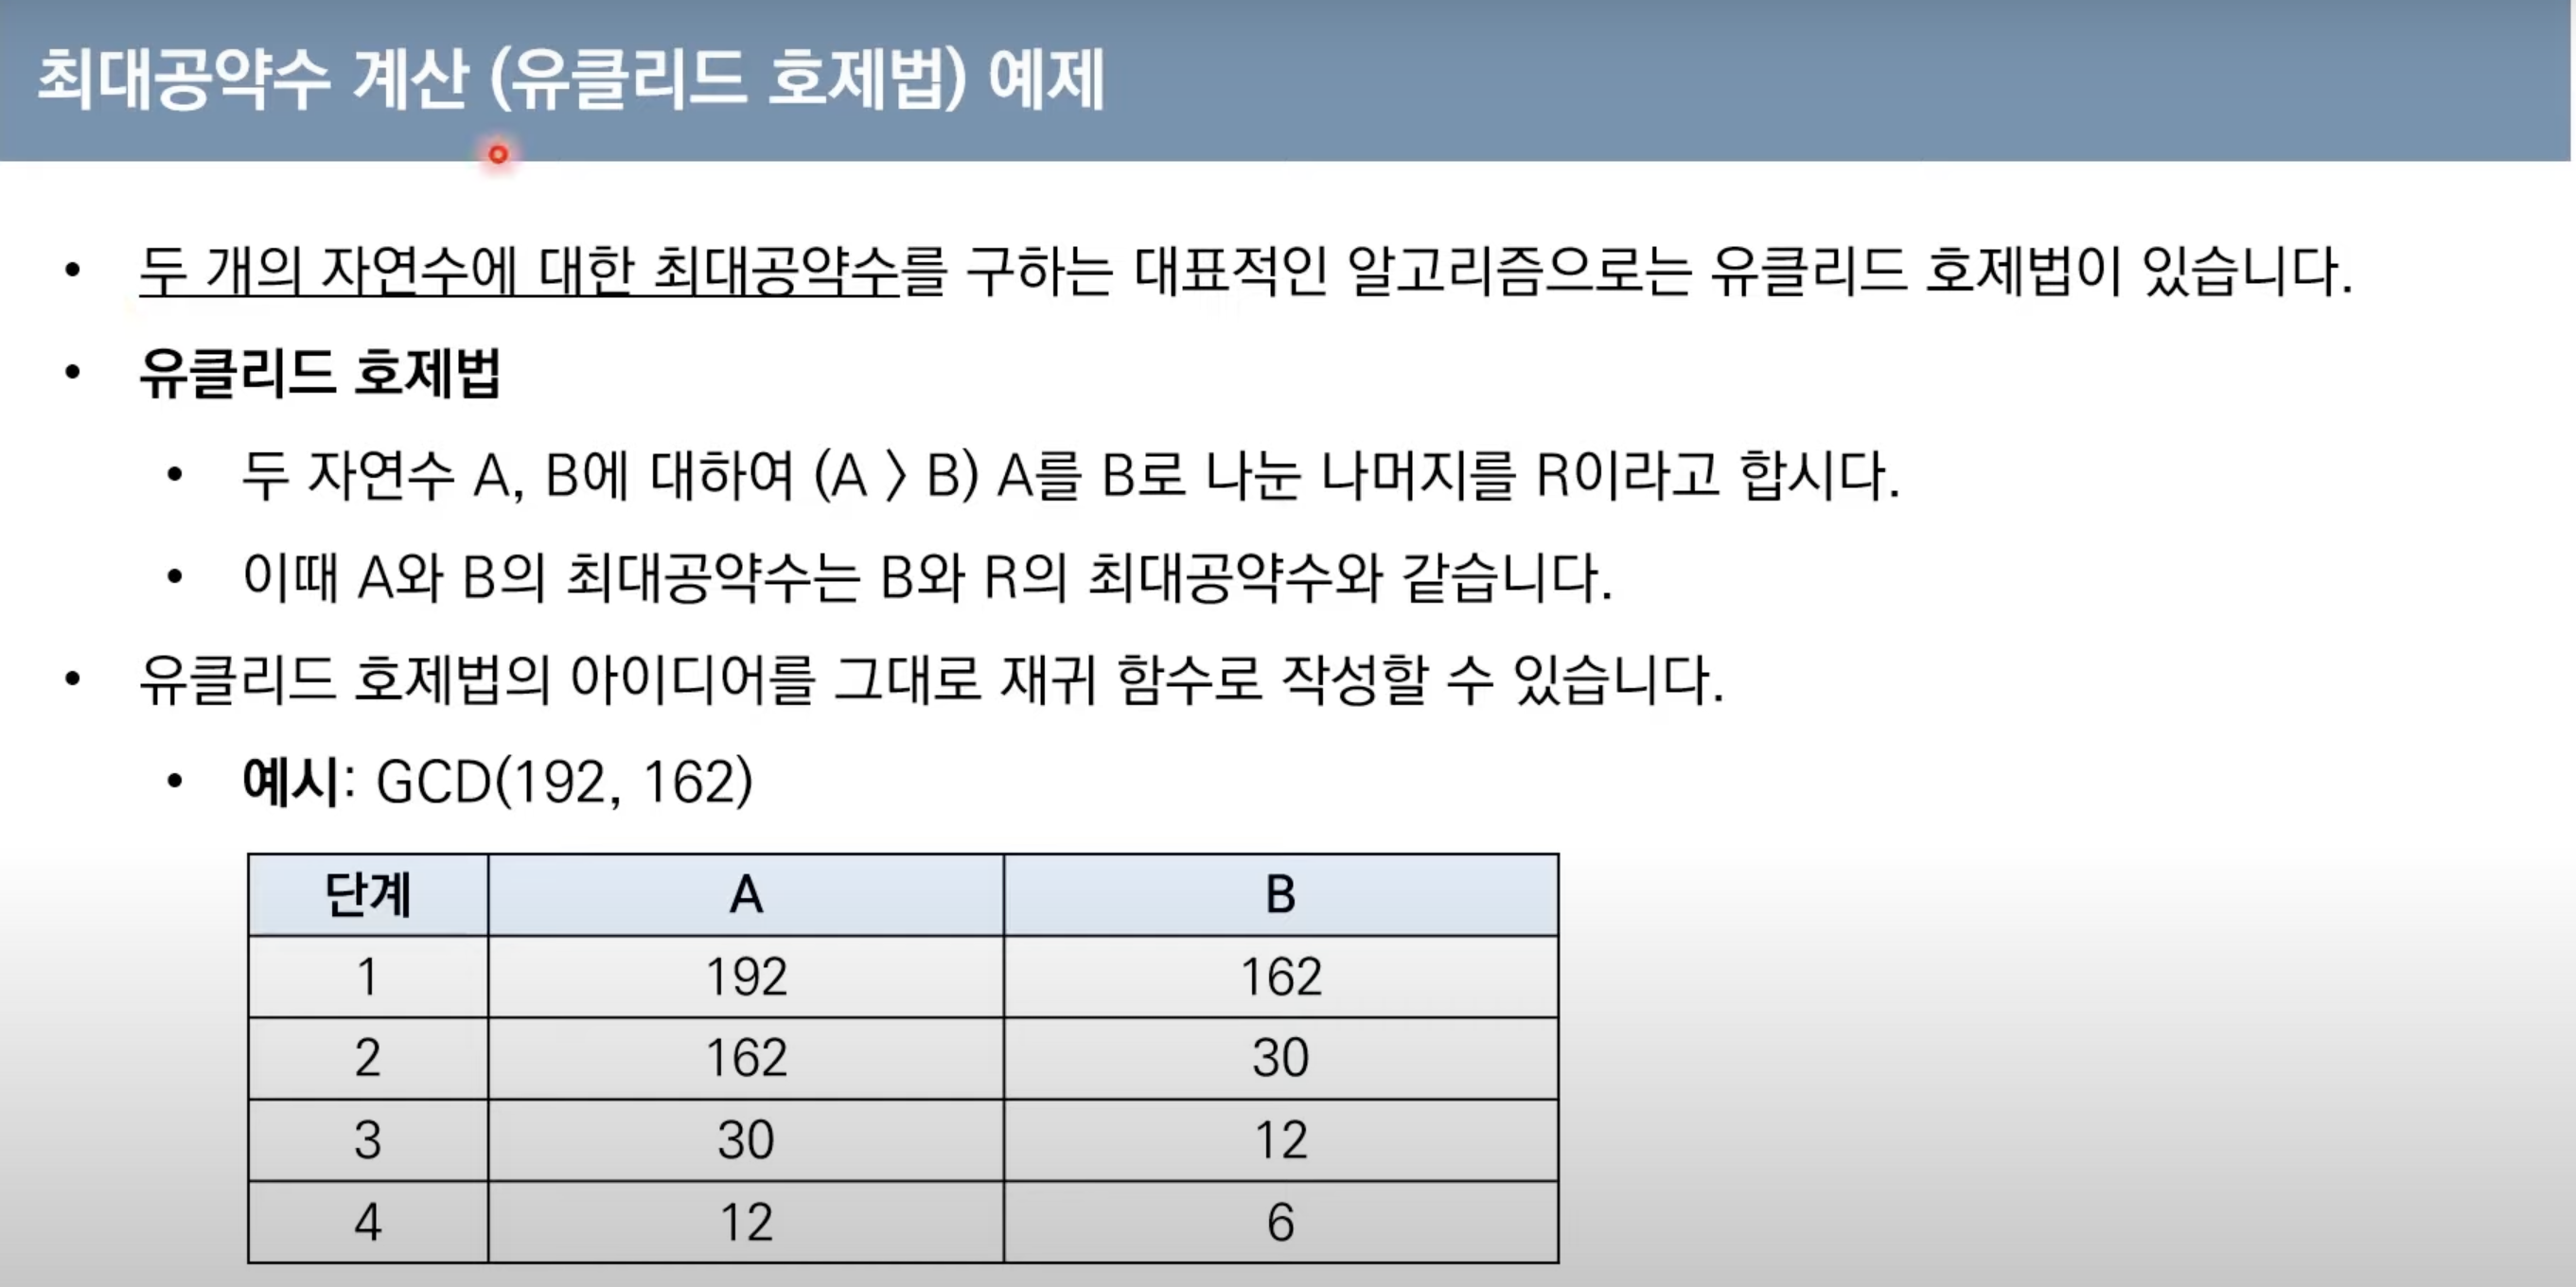 최대공약수 계산 (유클리드 호제법) 예제
• 두 개의 자연수에 대한 최대공약수를 구하는 대표적인 알고리즘으로는 유클리드 호제법이 있습니다.
• 유클리드 호제법
• 두 자연수 A, B에 대하여 (A > B) A를 B로 나눈 나머지를 R이라고 합시다.
• 이때 A와 B의 최대공약수는 B와 R의 최대공약수와 같습니다.
• 유클리드 호제법의 아이디어를 그대로 재귀 함수로 작성할 수 있습니다.
• 예시: GCD(192, 162)
단계 A B
1 192 162
2 162 30
3 30 12
4 12 6